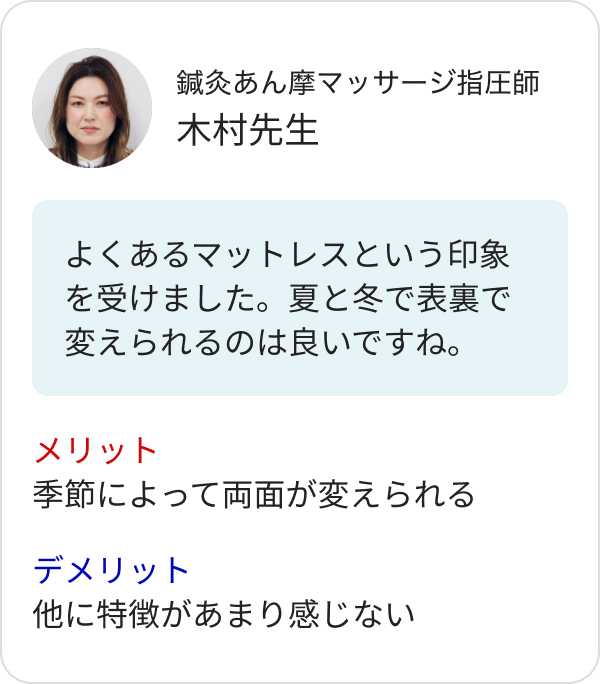 鍼灸あん摩マッサージ指圧師
木村先生
よくあるマットレスという印象
を受けました。夏と冬で表裏で
変えられるのは良いですね。
メリット
季節によって両面が変えられる
デメリット
他に特徴があまり感じない